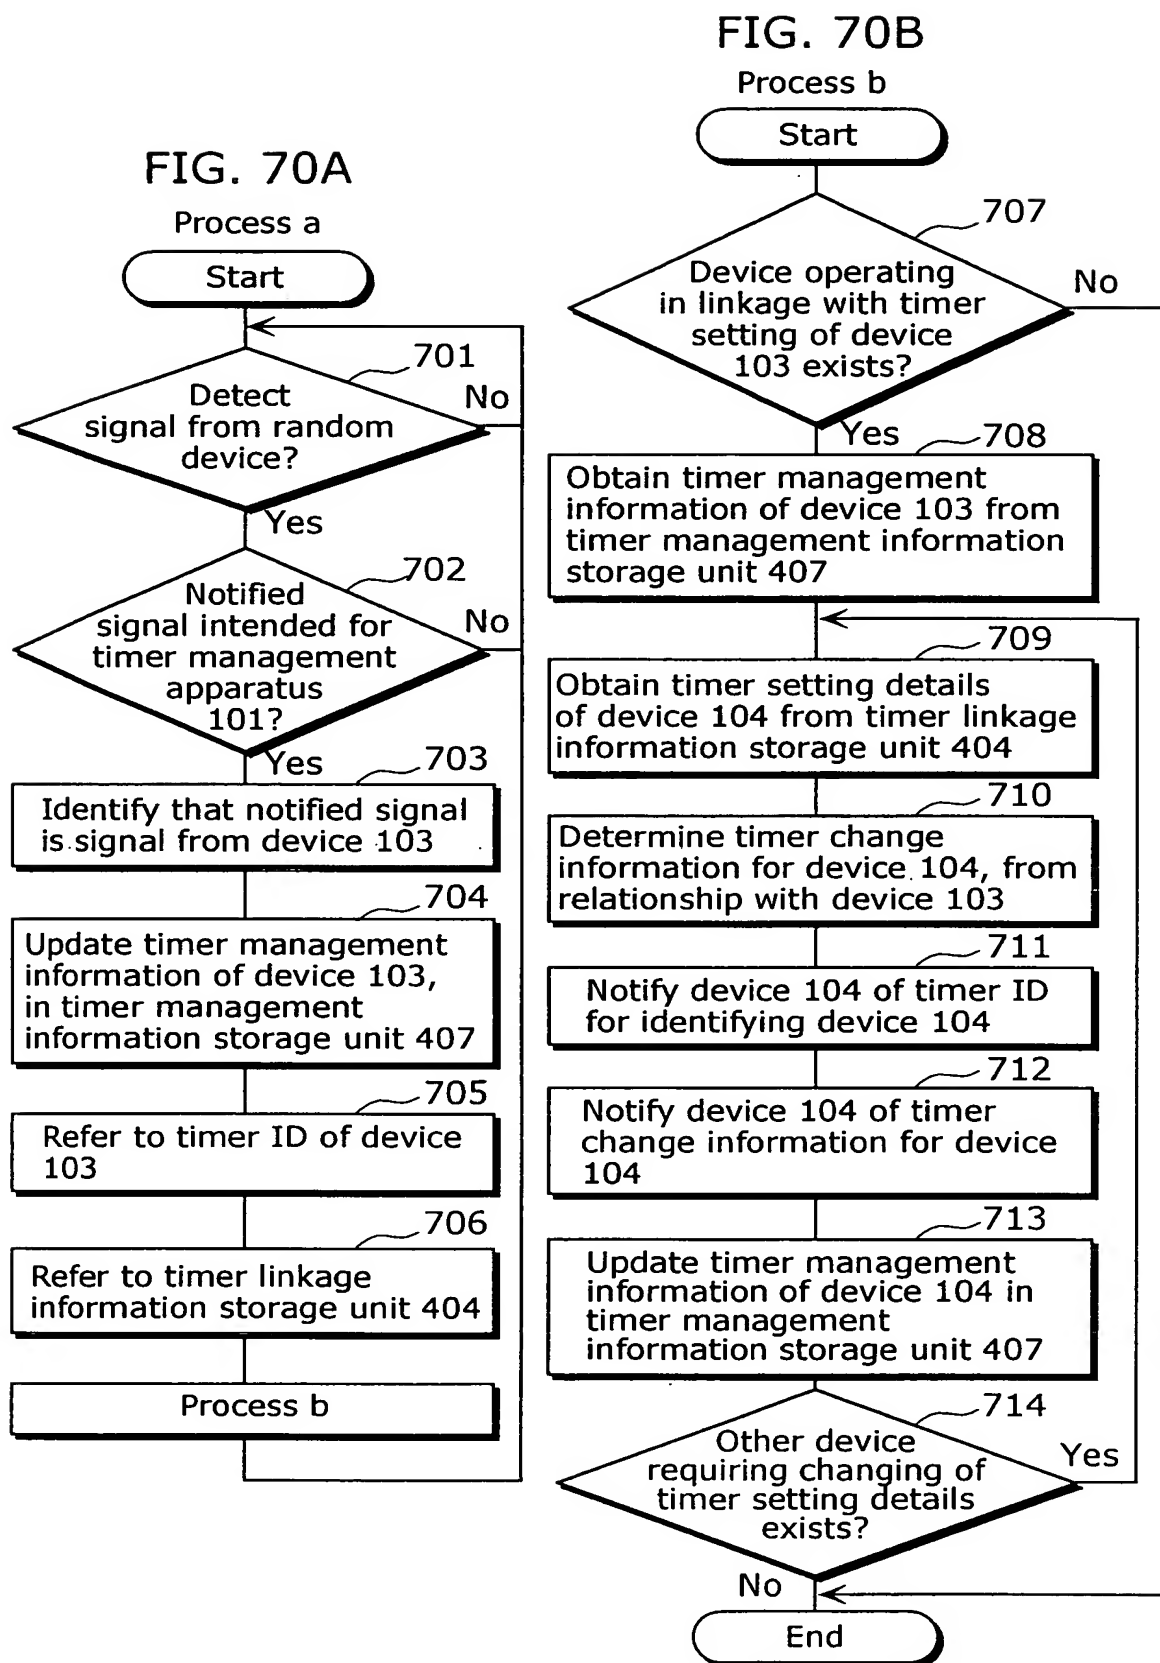 FIG. 70A
Process a
Start
701
Detect
signal from random
device?
No
Yes
702
Notified
signal intended for
timer management
apparatus
101?
No
Yes
703
Identify that notified signal
is signal from device 103
704
Update timer management
information of device 103,
in timer management
information storage unit 407
705
Refer to timer ID of device
103
706
Refer to timer linkage
information storage unit 404
Process b
FIG. 70B
Process b
Start
707
Device operating
in linkage with timer
setting of device
103 exists?
No
Yes
708
Obtain timer management
information of device 103 from
timer management information
storage unit 407
709
Obtain timer setting details
of device 104 from timer linkage
information storage unit 404
710
Determine timer change
information for device 104, from
relationship with device 103
711
Notify device 104 of timer ID
for identifying device 104
712
Notify device 104 of timer
change information for device
104
713
Update timer management
information of device 104 in
timer management
information storage unit 407
714
Other device
requiring changing of
timer setting details
exists?
Yes
No
End